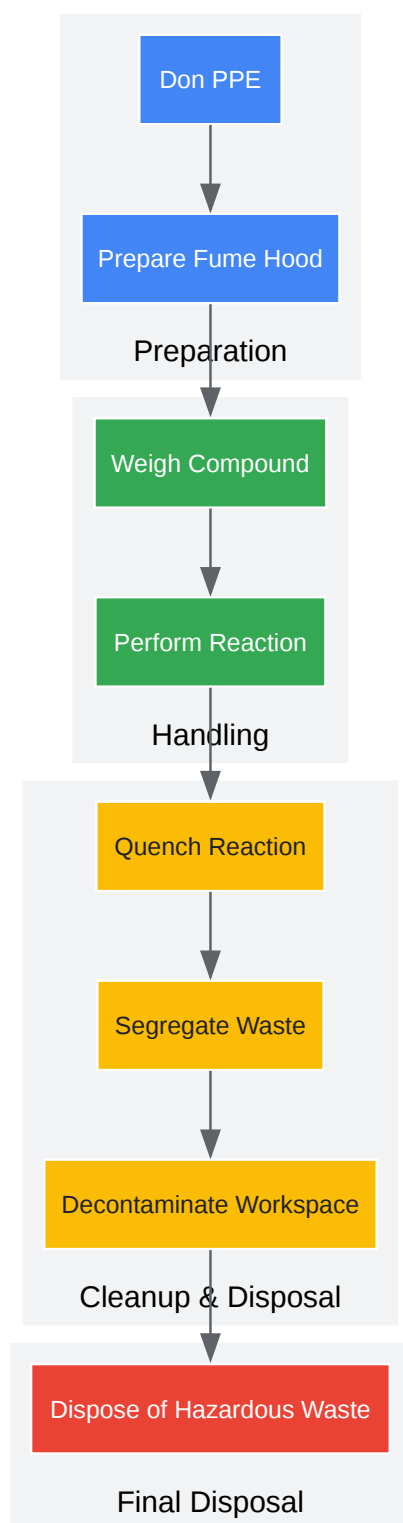 Don PPE
Prepare Fume Hood
Preparation
Weigh Compound
Perform Reaction
Handling
Quench Reaction
Segregate Waste
Decontaminate Workspace
Cleanup & Disposal
Dispose of Hazardous Waste
Final Disposal